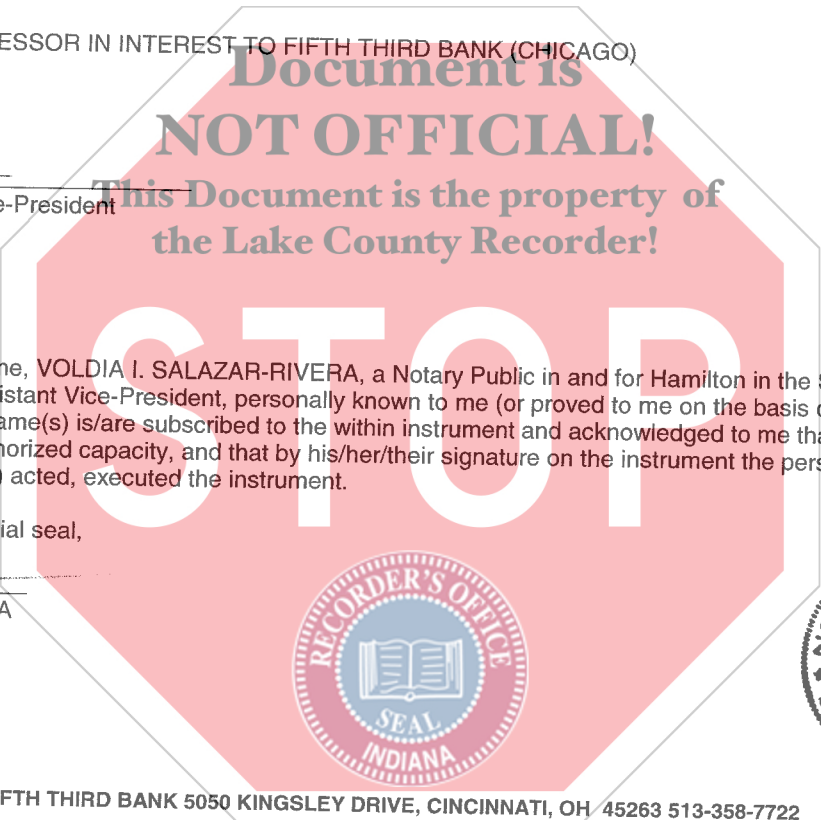 ESSOR IN INTEREST TO FIFTH THIRD BANK (CHICAGO)
Document is
NOT OFFICIAL!
This Document is the property of
e-President
the Lake County Recorder!
STOP
ne, VOLDIA I. SALAZAR-RIVERA, a Notary Public in and for Hamilton in the S
istant Vice-President, personally known to me (or proved to me on the basis o
ame(s) is/are subscribed to the within instrument and acknowledged to me tha
norized capacity, and that by his/her/their signature on the instrument the pers
) acted, executed the instrument.
ial seal,
A
RECORDER'S OFFICE
SEAL
INDIANA
FTH THIRD BANK 5050 KINGSLEY DRIVE, CINCINNATI, OH 45263 513-358-7722